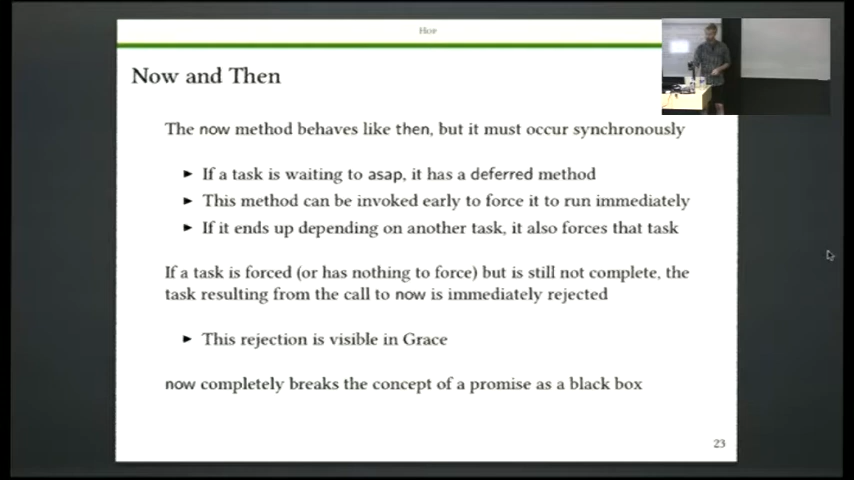 Hop
Now and Then
The now method behaves like then, but it must occur synchronously
► If a task is waiting to asap, it has a deferred method
► This method can be invoked early to force it to run immediately
► If it ends up depending on another task, it also forces that task
If a task is forced (or has nothing to force) but is still not complete, the
task resulting from the call to now is immediately rejected
► This rejection is visible in Grace
now completely breaks the concept of a promise as a black box
23